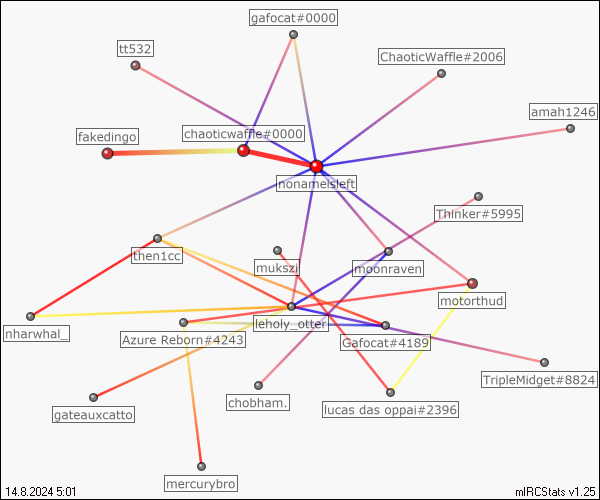 gafocat#0000
tt532
ChaoticWaffle#2006
amah1246
chaoticwaffle#0000
fakedingo
nonameisleft
Thinker#5995
then1cc
mukszi
moonraven
motorthud
nharwhal_
Azure Reborn#4243
leholy_otter
Gafocat#4189
TripleMidget#8824
gateauxcatto
chobham.
lucas das oppai#2396
mercurybro
14.8.2024 5:01
mIRCStats v1.25